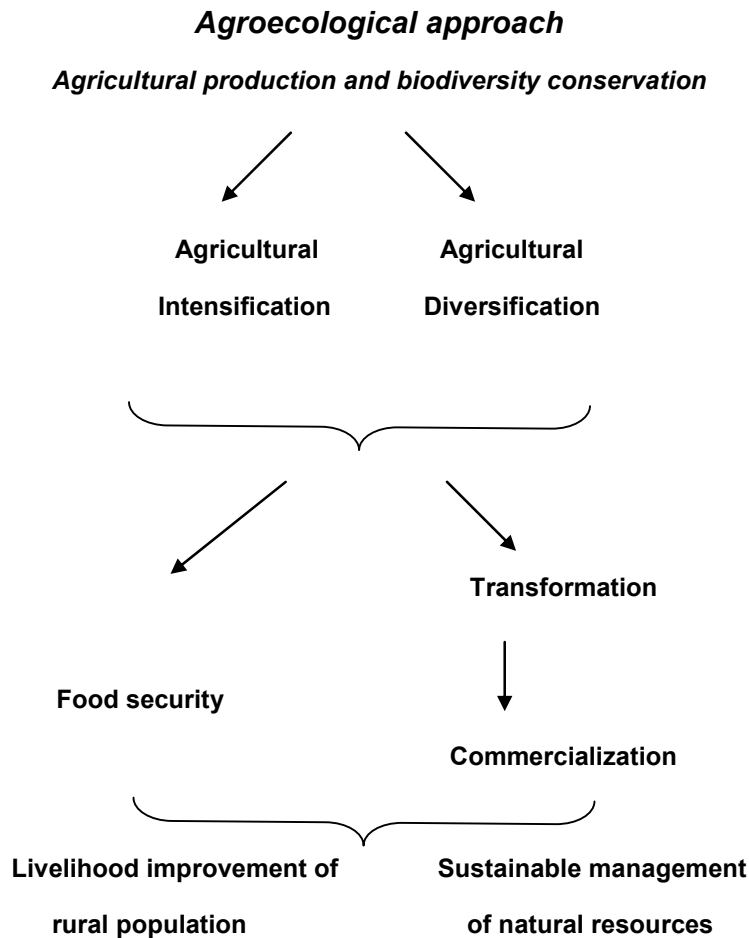 Agroecological approach
Agricultural production and biodiversity conservation
Agricultural
Intensification
Agricultural
Diversification
Transformation
Food security
Commercialization
Livelihood improvement of
rural population
Sustainable management
of natural resources